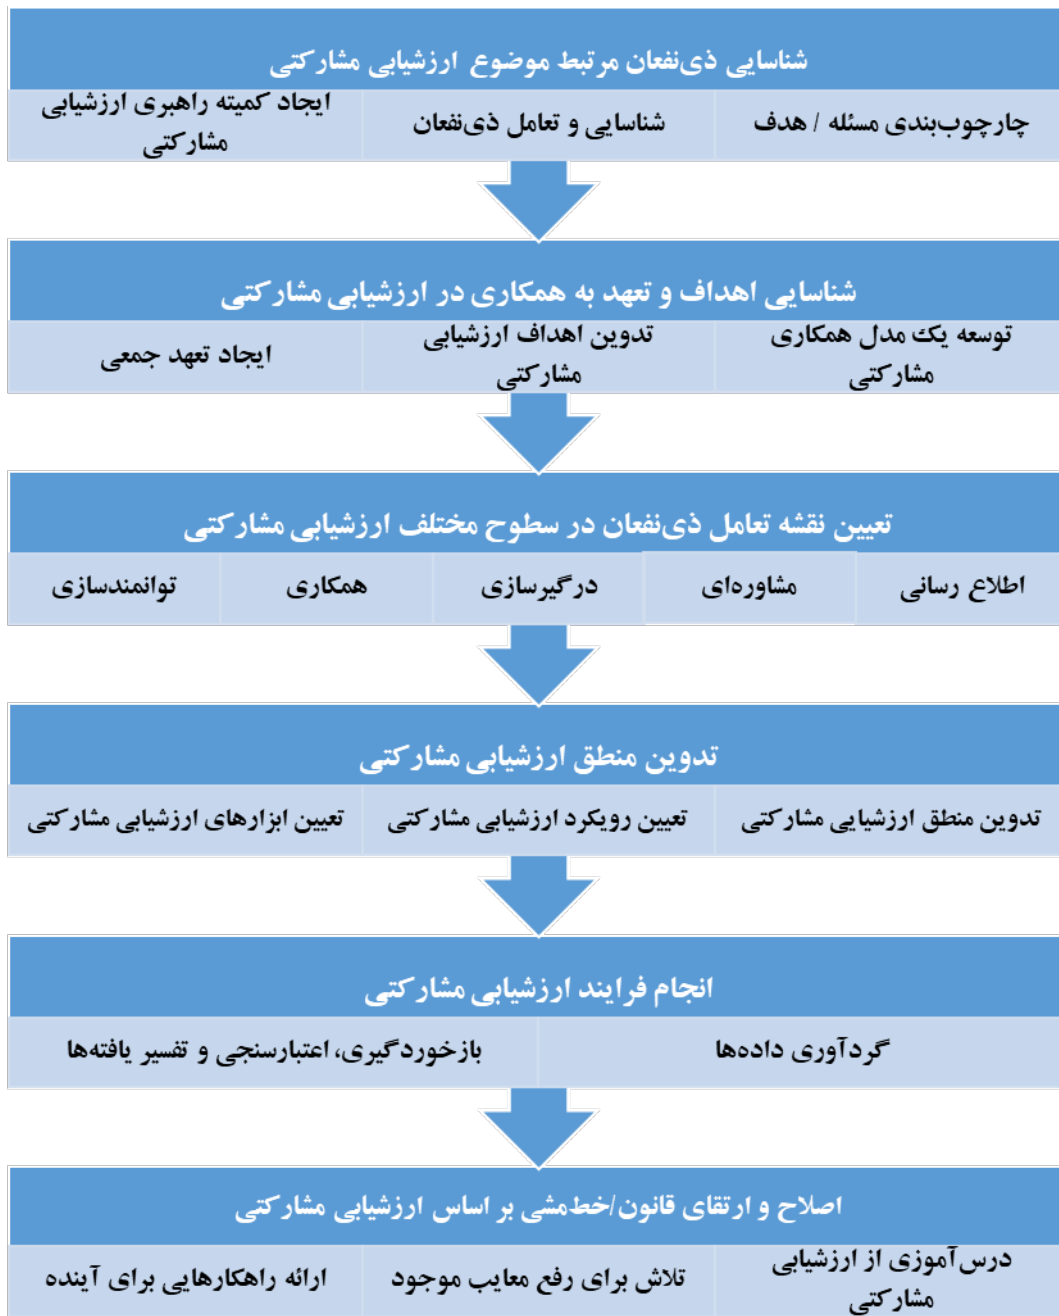 شناسایی ذی‌نفعان مرتبط موضوع ارزشیابی مشارکتی
چارچوب‌بندی مسئله / هدف
شناسایی و تعامل ذی‌نفعان
ایجاد کمیته راهبری ارزشیابی
مشارکتی
شناسایی اهداف و تعهد به همکاری در ارزشیابی مشارکتی
توسعه یک مدل همکاری
مشارکتی
تدوین اهداف ارزشیابی
مشارکتی
ایجاد تعهد جمعی
تعیین نقشه تعامل ذی‌نفعان در سطوح مختلف ارزشیابی مشارکتی
اطلاع رسانی
مشاوره‌ای
درگیرسازی
همکاری
توانمندسازی
تدوین منطق ارزشیابی مشارکتی
تدوین منطق ارزشیایی مشارکتی
تعیین رویکرد ارزشیابی مشارکتی
تعیین ابزارهای ارزشیابی مشارکتی
انجام فرایند ارزشیابی مشارکتی
گردآوری داده‌ها
بازخوردگیری، اعتبارسنجی و تفسیر یافته‌ها
اصلاح و ارتقای قانون/خط‌مشی بر اساس ارزشیابی مشارکتی
درس‌آموزی از ارزشیابی
مشارکتی
تلاش برای رفع معایب موجود
ارائه راهکارهایی برای آینده